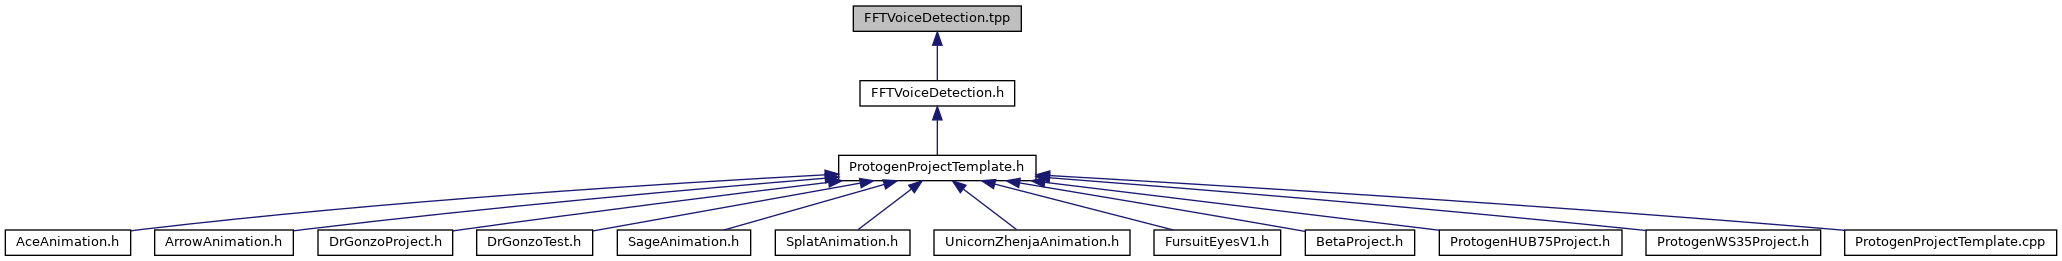 FFTVoiceDetection.tpp
FFTVoiceDetection.h
ProtogenProjectTemplate.h
AceAnimation.h
ArrowAnimation.h
DrGonzoProject.h
DrGonzoTest.h
SageAnimation.h
SplatAnimation.h
UnicornZhenjaAnimation.h
FursuitEyesV1.h
BetaProject.h
ProtogenHUB75Project.h
ProtogenWS35Project.h
ProtogenProjectTemplate.cpp